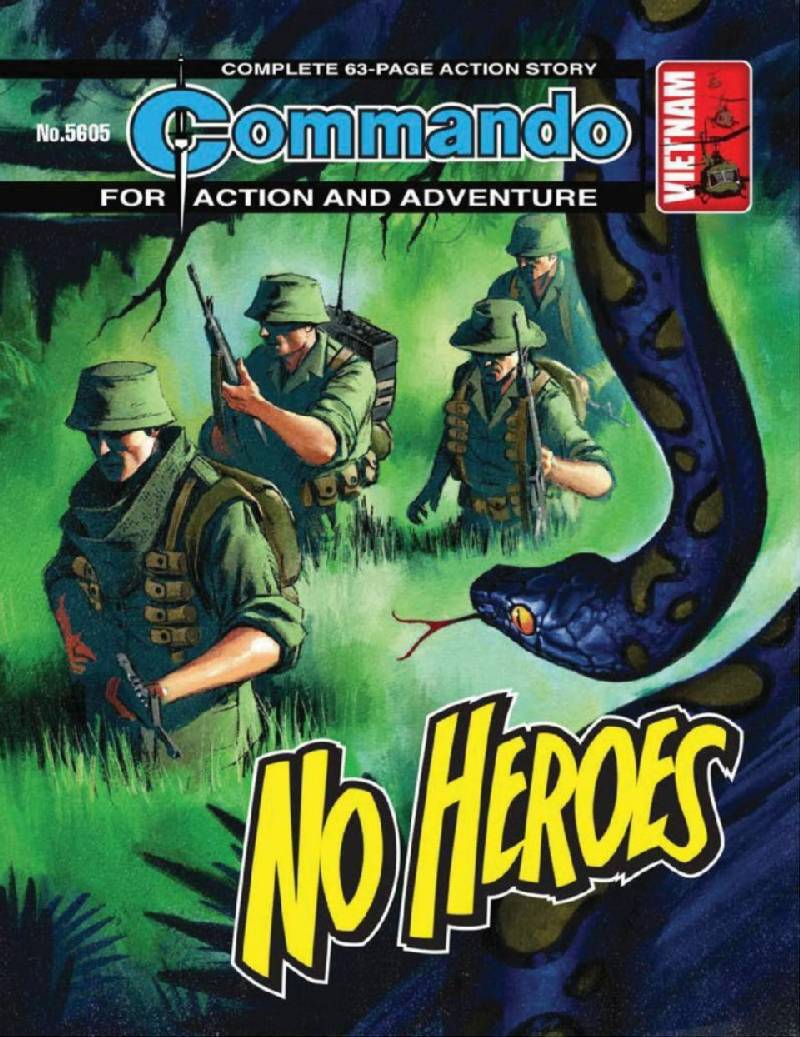 COMPLETE 63-PAGE ACTION STORY
No.5605
Commando
VIETNAM
FOR ACTION AND ADVENTURE
NO HEROES